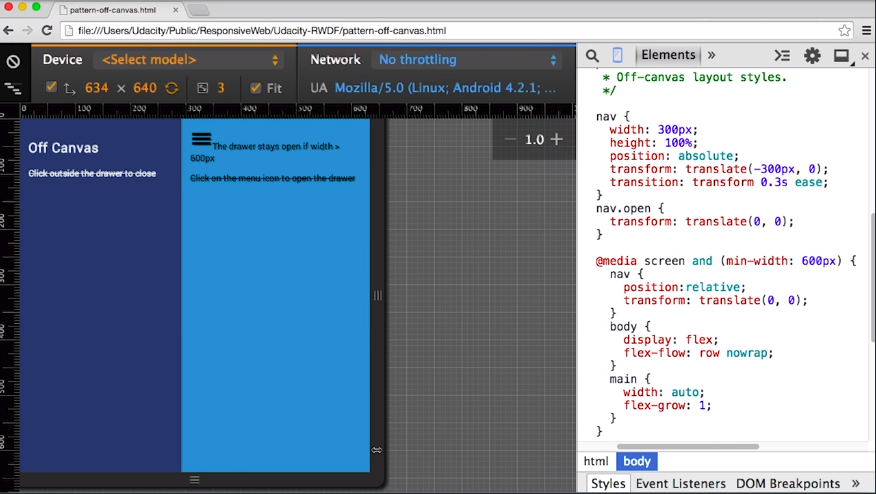 pattern-off-canvas.html
file:///Users/Udacity/Public/ResponsiveWeb/Udacity-RWDF/pattern-off-canvas.html
Device <Select model> Network No throttling
634 × 640 3 Fit UA Mozilla/5.0 (Linux; Android 4.2.1; ...
0 100 200 300 400 500 600 700 800 900
1.0
100
200
300
400
500
600
Off Canvas
Click outside the drawer to close
The drawer stays open if width >
600px
Click on the menu icon to open the drawer
Elements »
* Off-canvas layout styles.
*/
nav {
width: 300px;
height: 100%;
position: absolute;
transform: translate(-300px, 0);
transition: transform 0.3s ease;
}
nav.open {
transform: translate(0, 0);
}
@media screen and (min-width: 600px) {
nav {
position:relative;
transform: translate(0, 0);
}
body {
display: flex;
flex-flow: row nowrap;
}
main {
width: auto;
flex-grow: 1;
}
}
html body
Styles Event Listeners DOM Breakpoints »